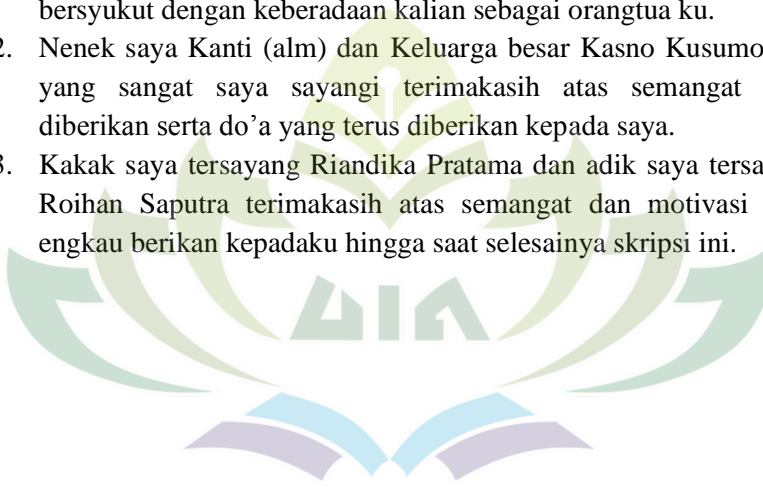 bersyukut dengan keberadaan kalian sebagai orangtua ku.
2. Nenek saya Kanti (alm) dan Keluarga besar Kasno Kusumo
yang sangat saya sayangi terimakasih atas semangat
diberikan serta do’a yang terus diberikan kepada saya.
3. Kakak saya tersayang Riandika Pratama dan adik saya tersa
Roihan Saputra terimakasih atas semangat dan motivasi
engkau berikan kepadaku hingga saat selesainya skripsi ini.
UIN